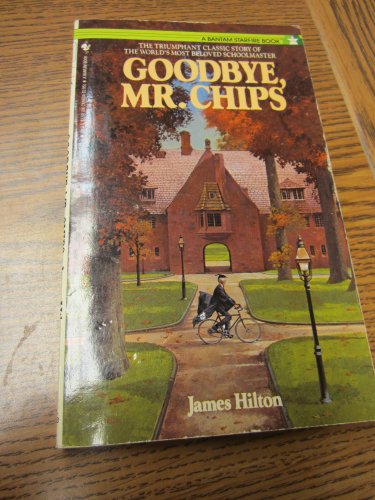 A BANTAM STARFIRE BOOK
THE TRIUMPHANT CLASSIC STORY OF
THE WORLD'S MOST BELOVED SCHOOLMASTER
GOODBYE,
MR. CHIPS
James Hilton